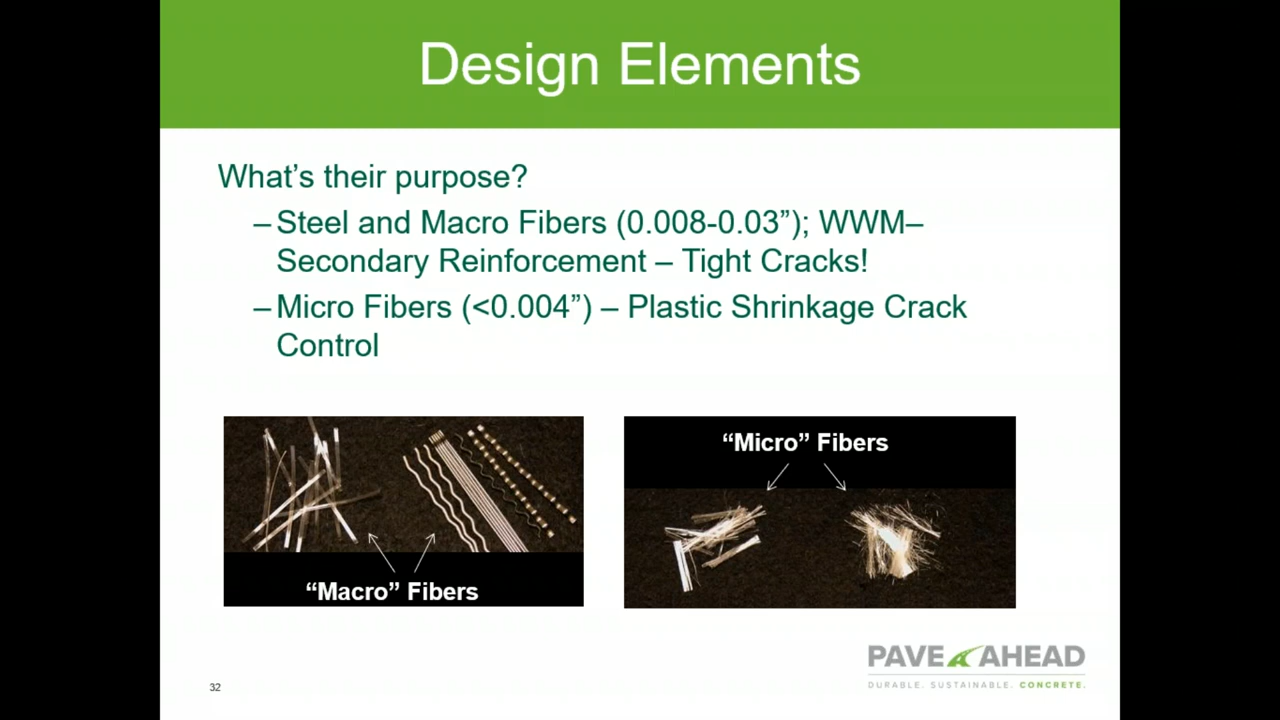 Design Elements
What’s their purpose?
–Steel and Macro Fibers (0.008-0.03”); WWM–
Secondary Reinforcement – Tight Cracks!
–Micro Fibers (<0.004”) – Plastic Shrinkage Crack
Control
“Macro” Fibers
“Micro” Fibers
PAVE AHEAD
DURABLE. SUSTAINABLE. CONCRETE.
32